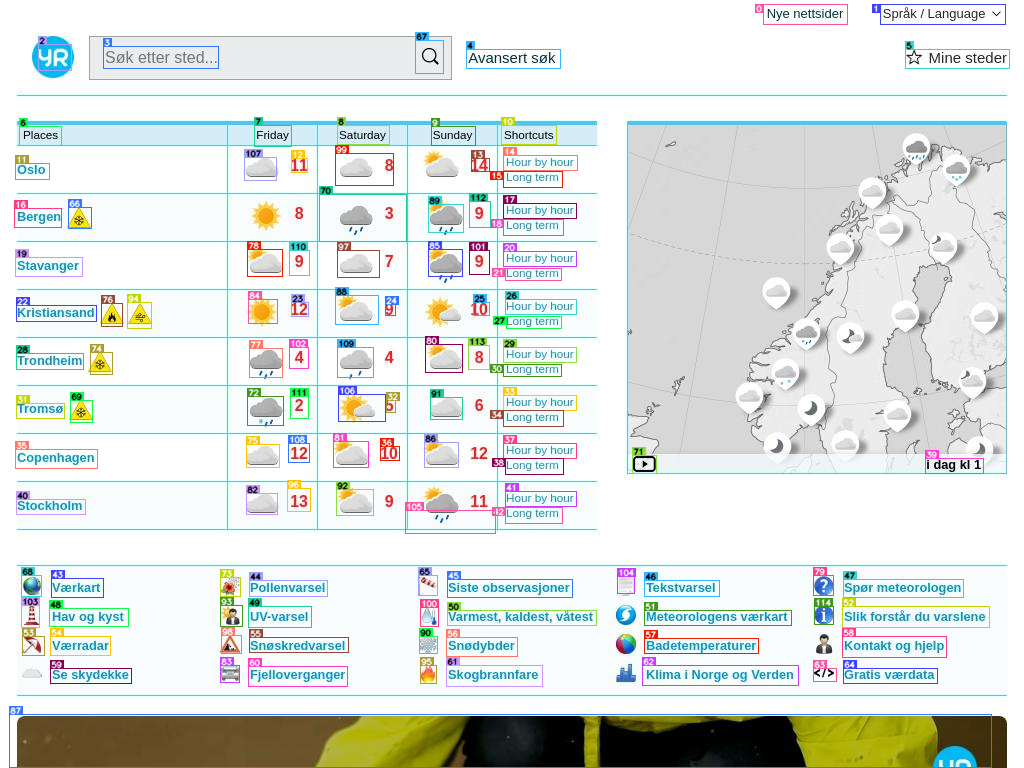 Nye nettsider
Språk / Language
YR
Søk etter sted...
Avansert søk
Mine steder
Places Friday Saturday Sunday Shortcuts
Oslo 11 8 14 Hour by hour
Long term
Bergen 8 3 9 Hour by hour
Long term
Stavanger 9 7 9 Hour by hour
Long term
Kristiansand 12 9 10 Hour by hour
Long term
Trondheim 4 4 8 Hour by hour
Long term
Tromsø 2 5 6 Hour by hour
Long term
Copenhagen 12 10 12 Hour by hour
Long term
Stockholm 13 9 11 Hour by hour
Long term
i dag kl 1
Værkart Pollenvarsel Siste observasjoner Tekstvarsel Spør meteorologen
Hav og kyst UV-varsel Varmest, kaldest, våtest Meteorologens værkart Slik forstår du varslene
Værradar Snøskredvarsel Snødybder Badetemperaturer Kontakt og hjelp
Se skydekke Fjelloverganger Skogbrannfare Klima i Norge og Verden </> Gratis værdata
YR